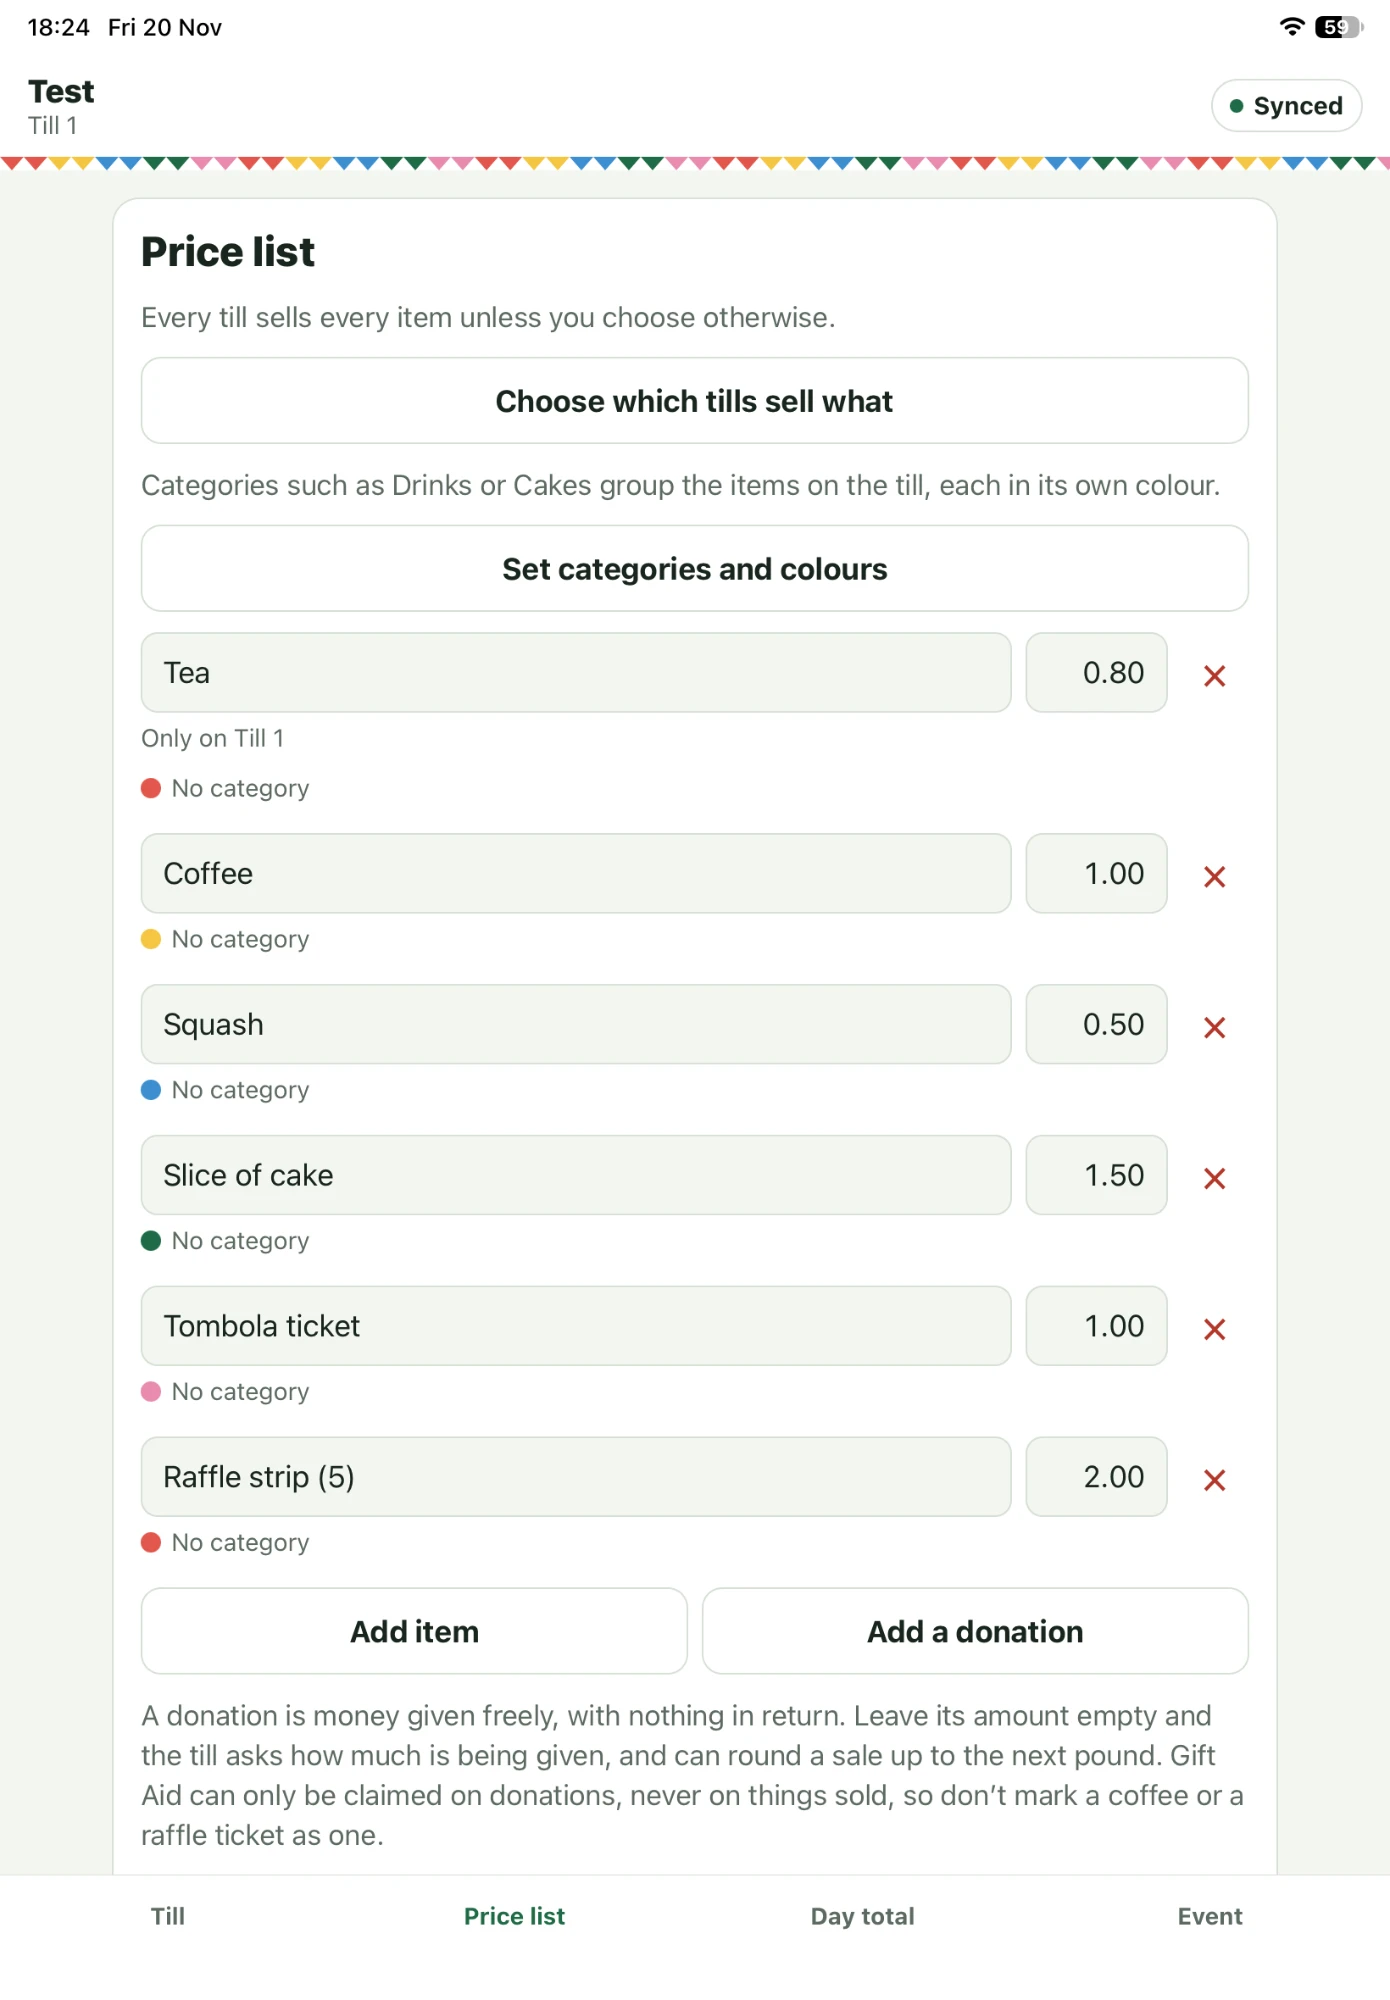 18:24 Fri 20 Nov
59
Test
Till 1
Synced
Price list
Every till sells every item unless you choose otherwise.
Choose which tills sell what
Categories such as Drinks or Cakes group the items on the till, each in its own colour.
Set categories and colours
Tea 0.80 ×
Only on Till 1
No category
Coffee 1.00 ×
No category
Squash 0.50 ×
No category
Slice of cake 1.50 ×
No category
Tombola ticket 1.00 ×
No category
Raffle strip (5) 2.00 ×
No category
Add item Add a donation
A donation is money given freely, with nothing in return. Leave its amount empty and
the till asks how much is being given, and can round a sale up to the next pound. Gift
Aid can only be claimed on donations, never on things sold, so don’t mark a coffee or a
raffle ticket as one.
Till Price list Day total Event